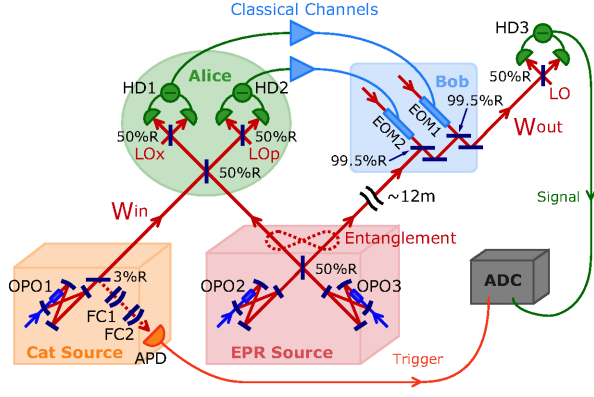 Classical Channels
HD3
Alice
HD1
HD2
50%R
LO
Bob
99.5%R
EOM1
EOM2
50%R
50%R
LOx
LOp
99.5%R
Wout
50%R
~12m
Win
Signal
Entanglement
3%R
50%R
ADC
OPO1
OPO2
OPO3
FC1
FC2
Cat Source
APD
EPR Source
Trigger